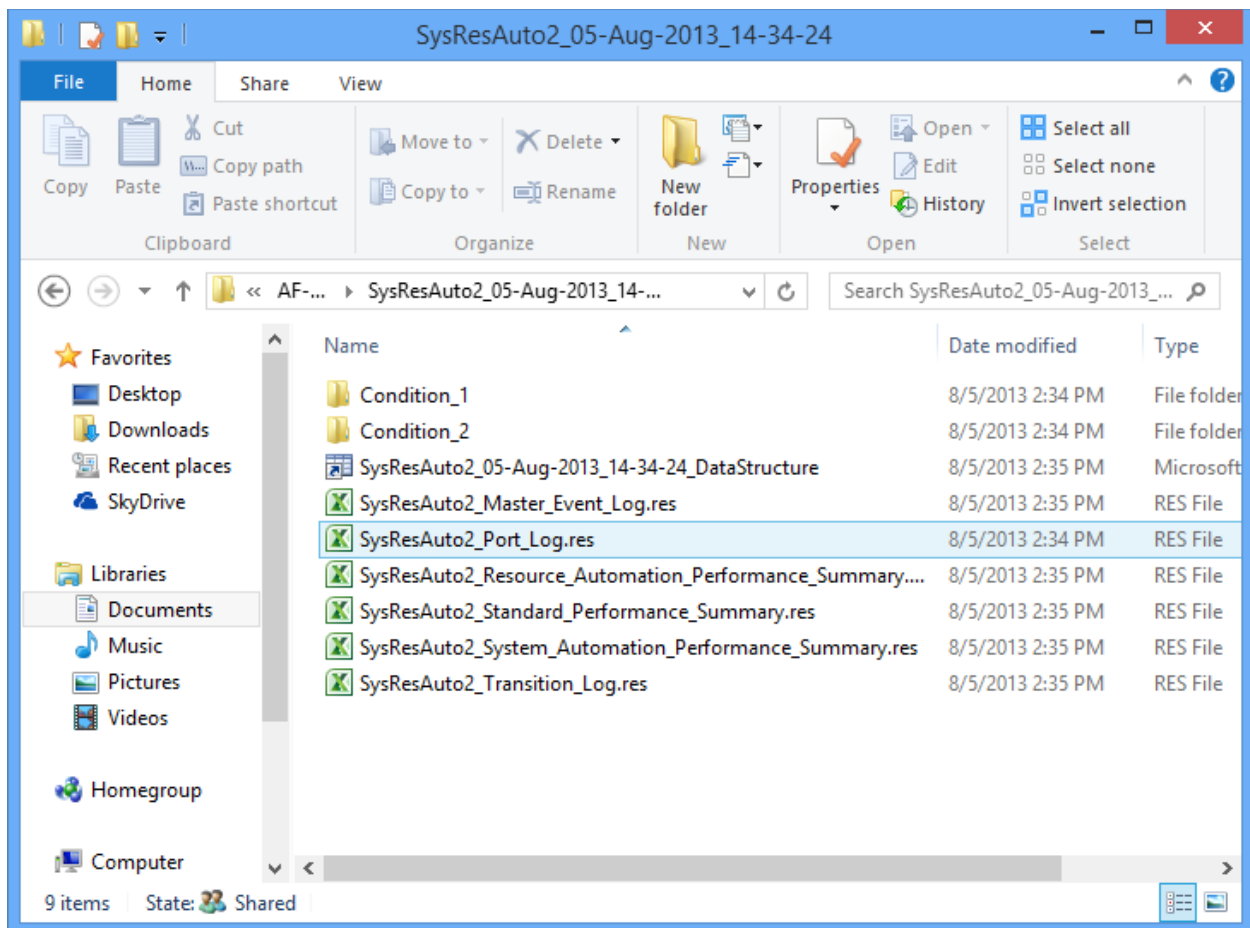 SysResAuto2_05-Aug-2013_14-34-24
File Home Share View
Copy
Paste
Cut
Copy path
Paste shortcut
Clipboard
Move to
Copy to
Delete
Rename
Organize
New folder
New
Properties
Open
Edit
History
Open
Select all
Select none
Invert selection
Select
« AF-... SysResAuto2_05-Aug-2013_14-...
Search SysResAuto2_05-Aug-2013_...
Favorites
Desktop
Downloads
Recent places
SkyDrive
Libraries
Documents
Music
Pictures
Videos
Homegroup
Computer
Name Date modified Type
Condition_1 8/5/2013 2:34 PM File folder
Condition_2 8/5/2013 2:34 PM File folder
SysResAuto2_05-Aug-2013_14-34-24_DataStructure 8/5/2013 2:35 PM Microsoft
SysResAuto2_Master_Event_Log.res 8/5/2013 2:35 PM RES File
SysResAuto2_Port_Log.res 8/5/2013 2:34 PM RES File
SysResAuto2_Resource_Automation_Performance_Summary.... 8/5/2013 2:35 PM RES File
SysResAuto2_Standard_Performance_Summary.res 8/5/2013 2:35 PM RES File
SysResAuto2_System_Automation_Performance_Summary.res 8/5/2013 2:35 PM RES File
SysResAuto2_Transition_Log.res 8/5/2013 2:35 PM RES File
9 items State: Shared